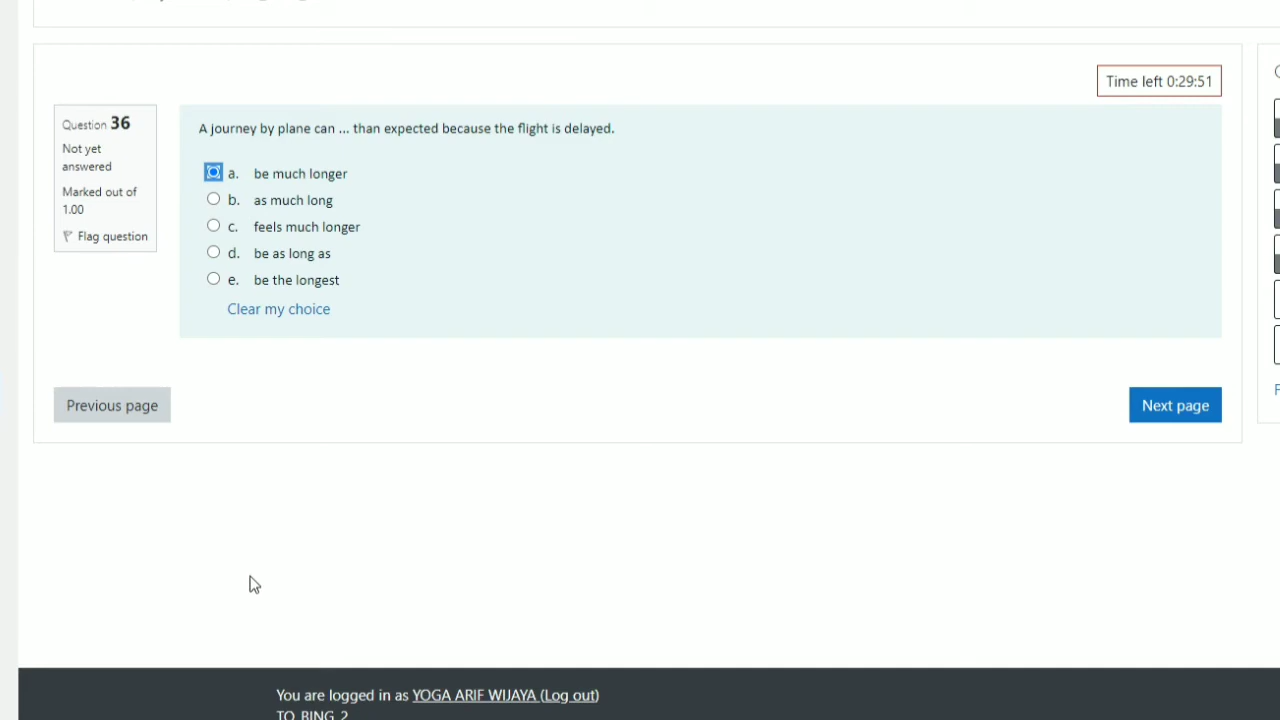 Time left 0:29:51
Question 36
Not yet
answered
Marked out of
1.00
Flag question
A journey by plane can ... than expected because the flight is delayed.
a. be much longer
b. as much long
c. feels much longer
d. be as long as
e. be the longest
Clear my choice
Previous page
Next page
You are logged in as YOGA ARIF WIJAYA (Log out)
TO_BING_2